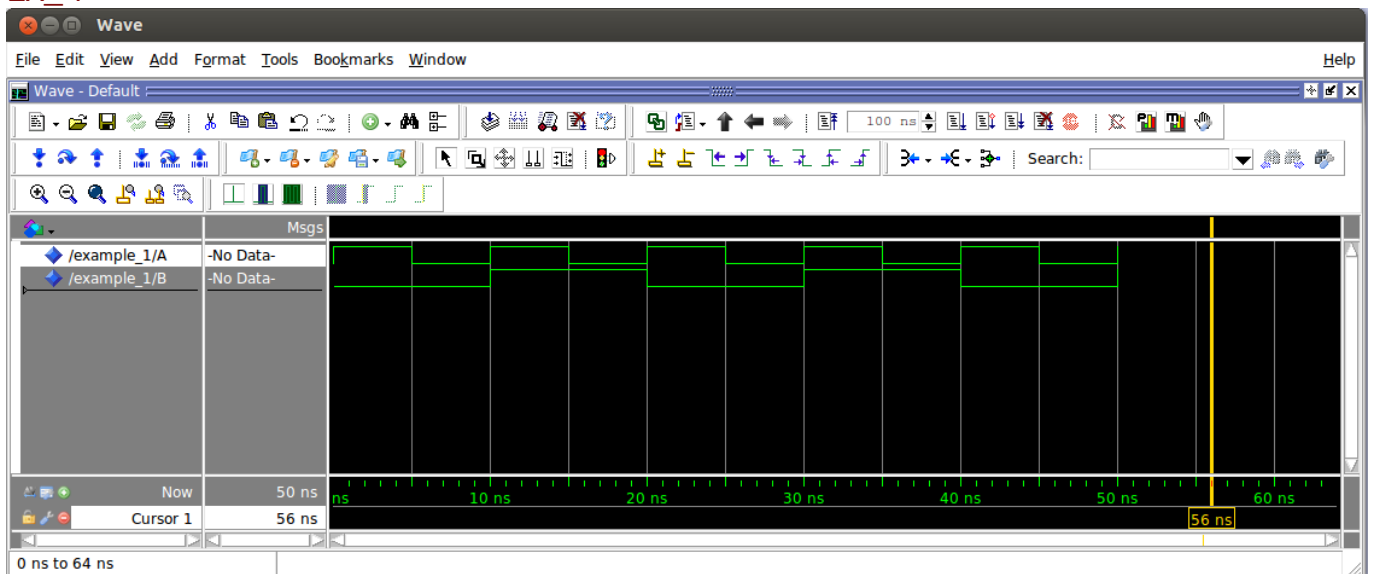 Wave
File Edit View Add Format Tools Bookmarks Window Help
Wave - Default
100 ns
Search:
Msgs
/example_1/A -No Data-
/example_1/B -No Data-
Now 50 ns
ns 10 ns 20 ns 30 ns 40 ns 50 ns 60 ns
Cursor 1 56 ns 56 ns
0 ns to 64 ns